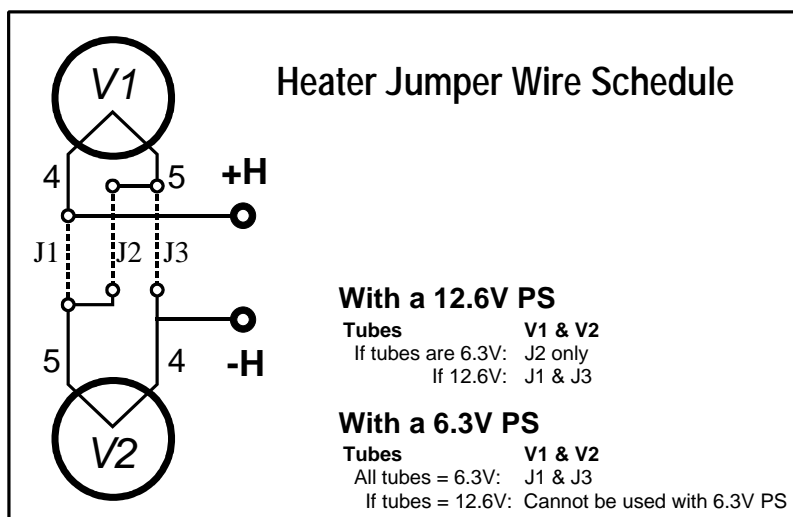 Heater Jumper Wire Schedule
V1
4
5
+H
J1
J2
J3
5
4
-H
V2
With a 12.6V PS
Tubes V1 & V2
If tubes are 6.3V: J2 only
If 12.6V: J1 & J3
With a 6.3V PS
Tubes V1 & V2
All tubes = 6.3V: J1 & J3
If tubes = 12.6V: Cannot be used with 6.3V PS